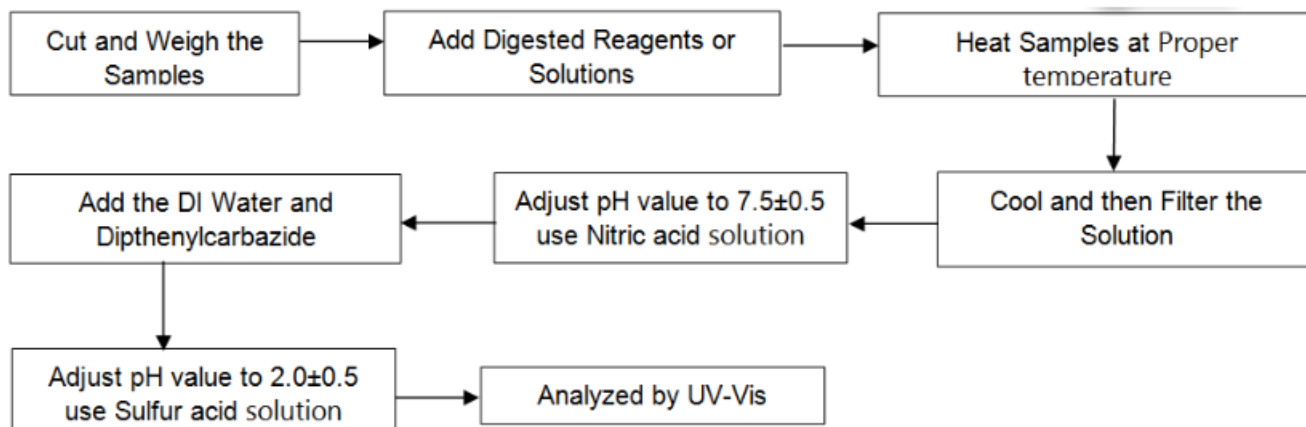 Cut and Weigh the
Samples
Add Digested Reagents or
Solutions
Heat Samples at Proper
temperature
Cool and then Filter the
Solution
Adjust pH value to 7.5±0.5
use Nitric acid solution
Add the DI Water and
Dipthenylcarbazide
Adjust pH value to 2.0±0.5
use Sulfur acid solution
Analyzed by UV-Vis